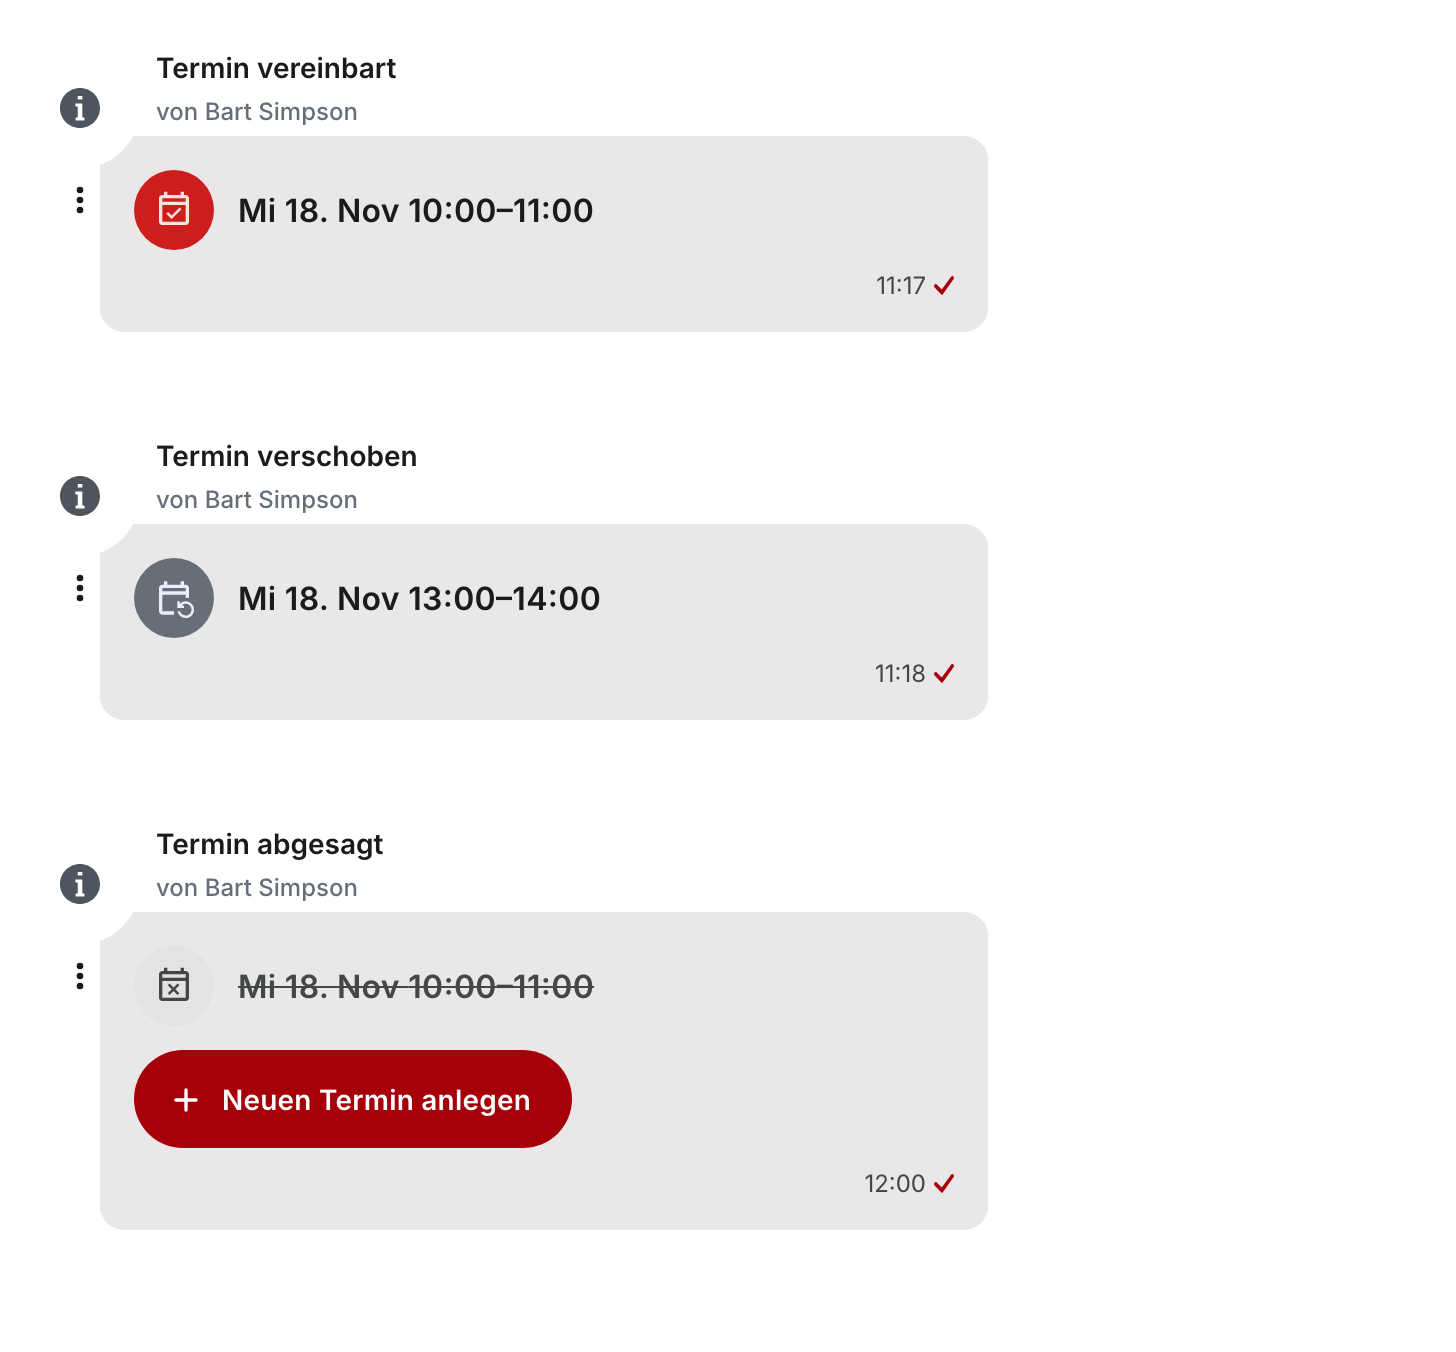 Termin vereinbart
von Bart Simpson
Mi 18. Nov 10:00–11:00
11:17
Termin verschoben
von Bart Simpson
Mi 18. Nov 13:00–14:00
11:18
Termin abgesagt
von Bart Simpson
Mi 18. Nov 10:00–11:00
Neuen Termin anlegen
12:00